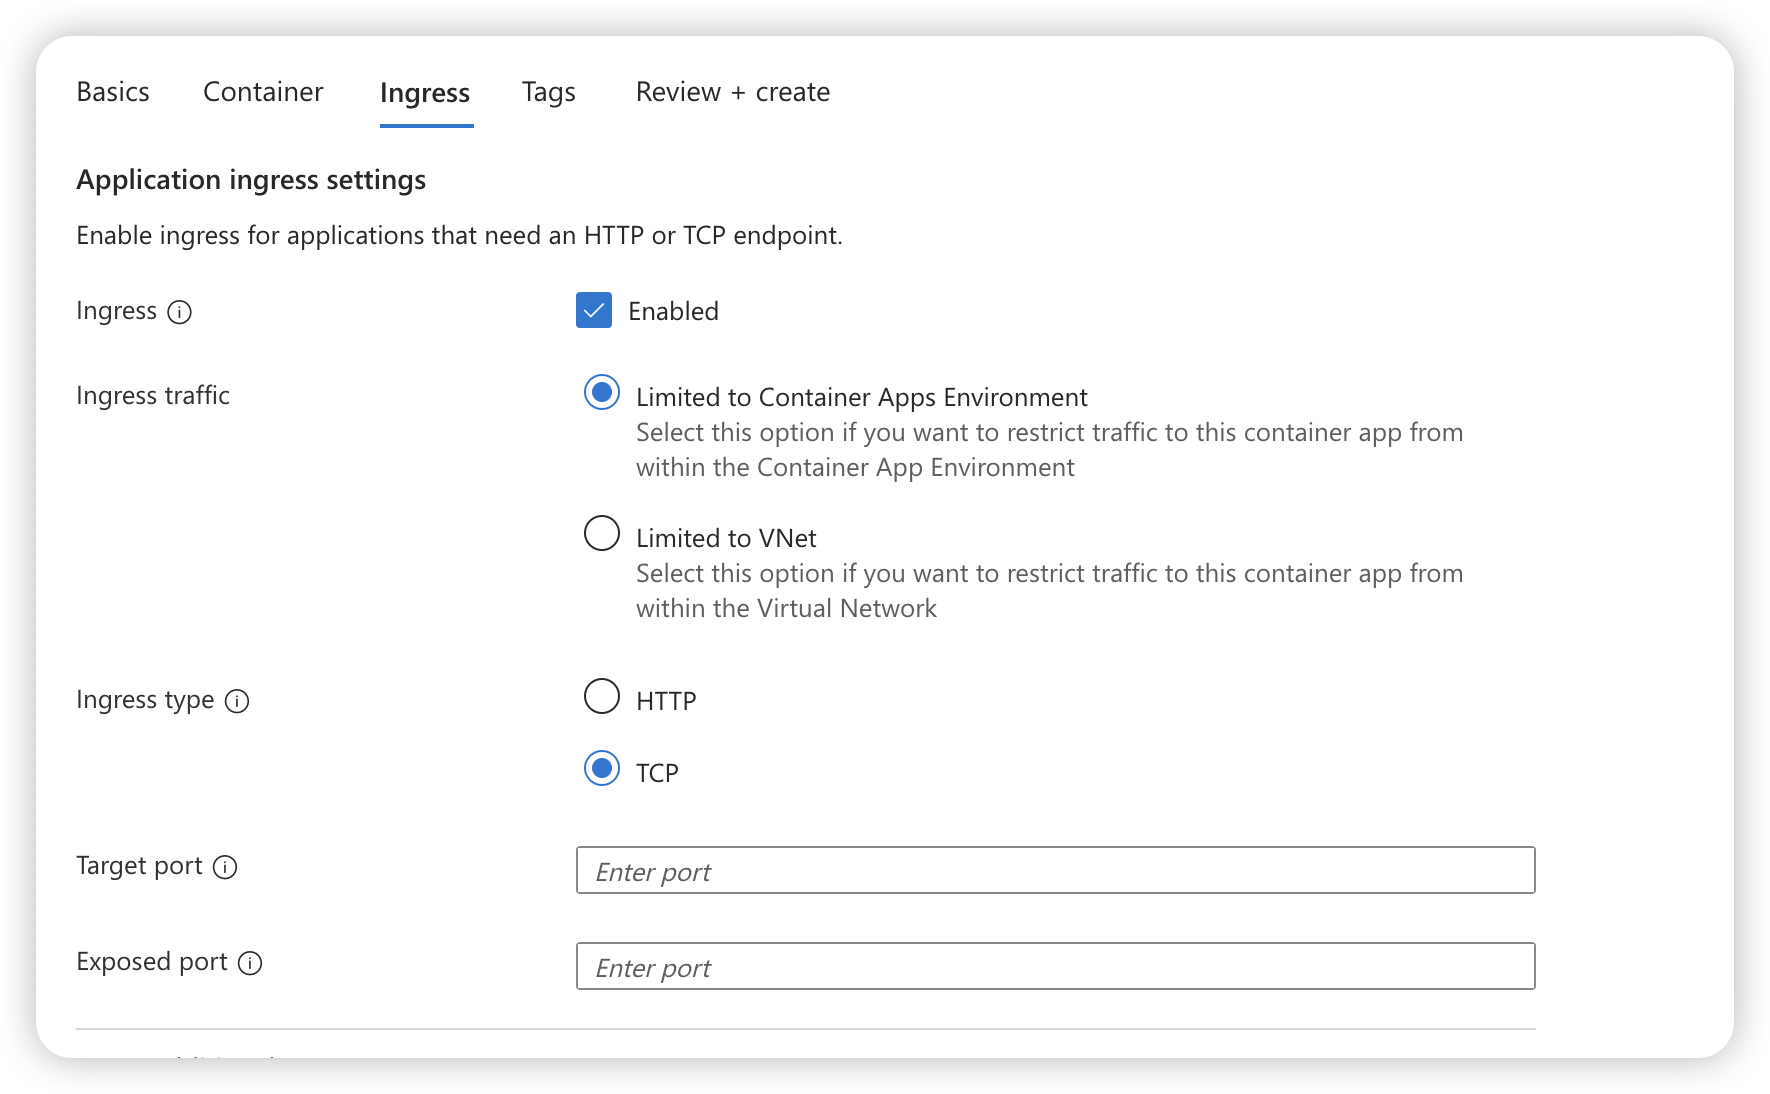 Basics Container Ingress Tags Review + create
Application ingress settings
Enable ingress for applications that need an HTTP or TCP endpoint.
Ingress
Enabled
Ingress traffic
Limited to Container Apps Environment
Select this option if you want to restrict traffic to this container app from
within the Container App Environment
Limited to VNet
Select this option if you want to restrict traffic to this container app from
within the Virtual Network
Ingress type
HTTP
TCP
Target port
Enter port
Exposed port
Enter port